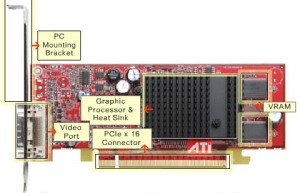 PC
Mounting
Bracket
Graphic
Processor &
Heat Sink
VRAM
Video
Port
PCIe x 16
Connector
ATI